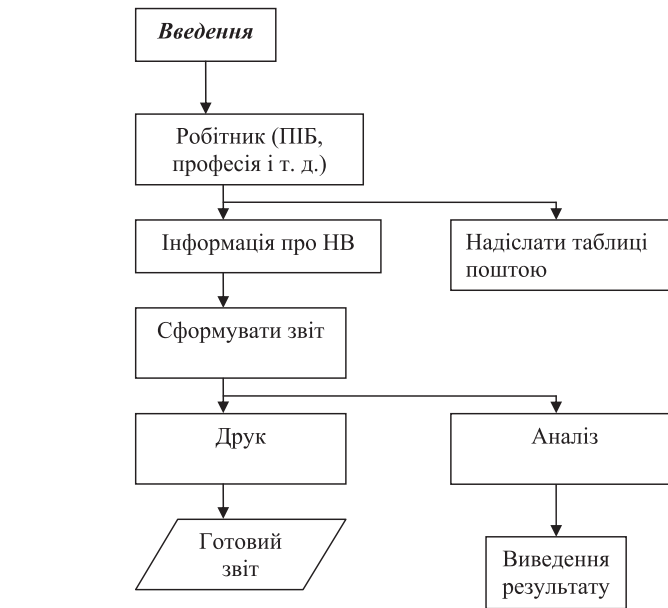 Введення
Робітник (ПІБ,
професія і т. д.)
Інформація про НВ
Надіслати таблиці
поштою
Сформувати звіт
Друк
Аналіз
Готовий
звіт
Виведення
результату